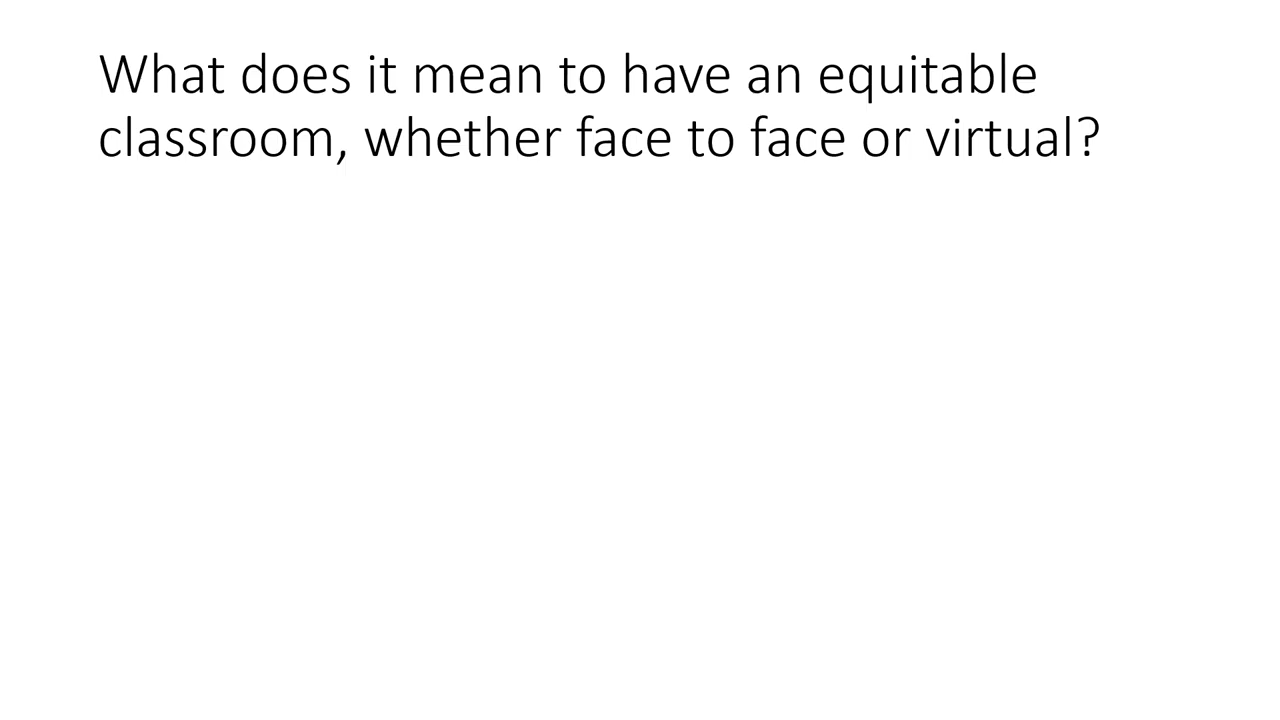 What does it mean to have an equitable
classroom, whether face to face or virtual?